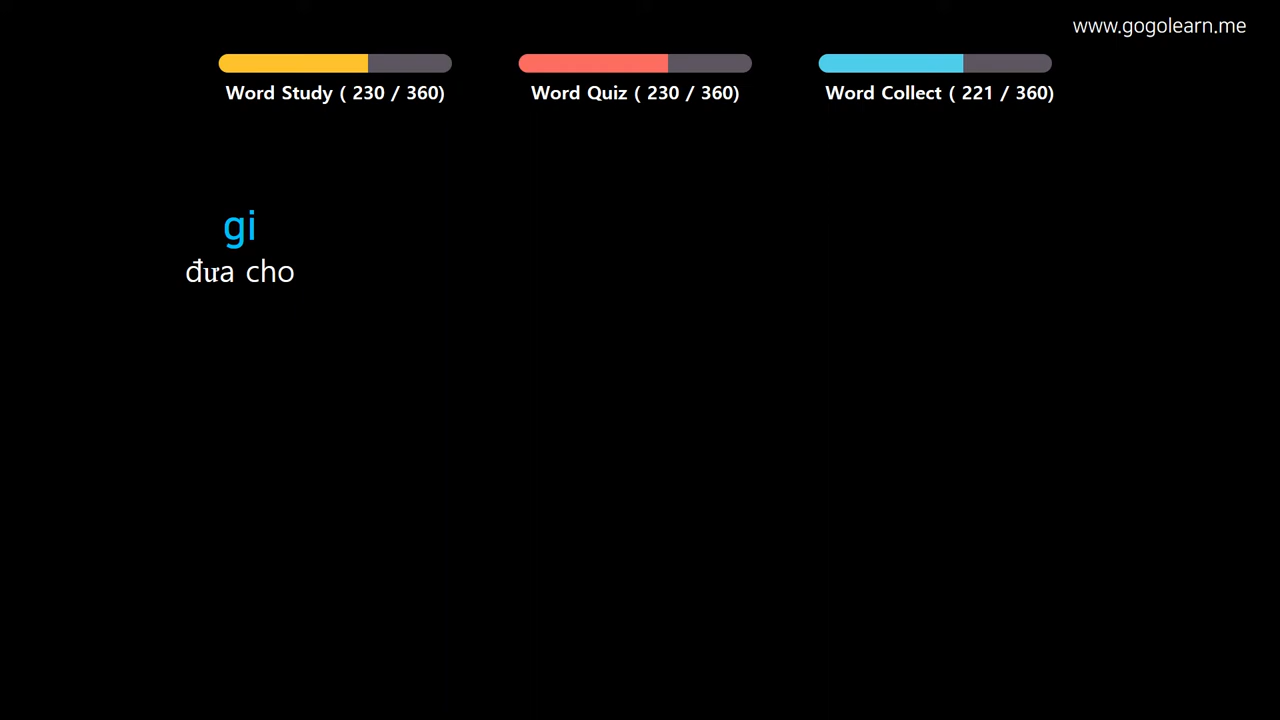 www.gogolearn.me
Word Study ( 230 / 360)
Word Quiz ( 230 / 360)
Word Collect ( 221 / 360)
gi
đưa cho